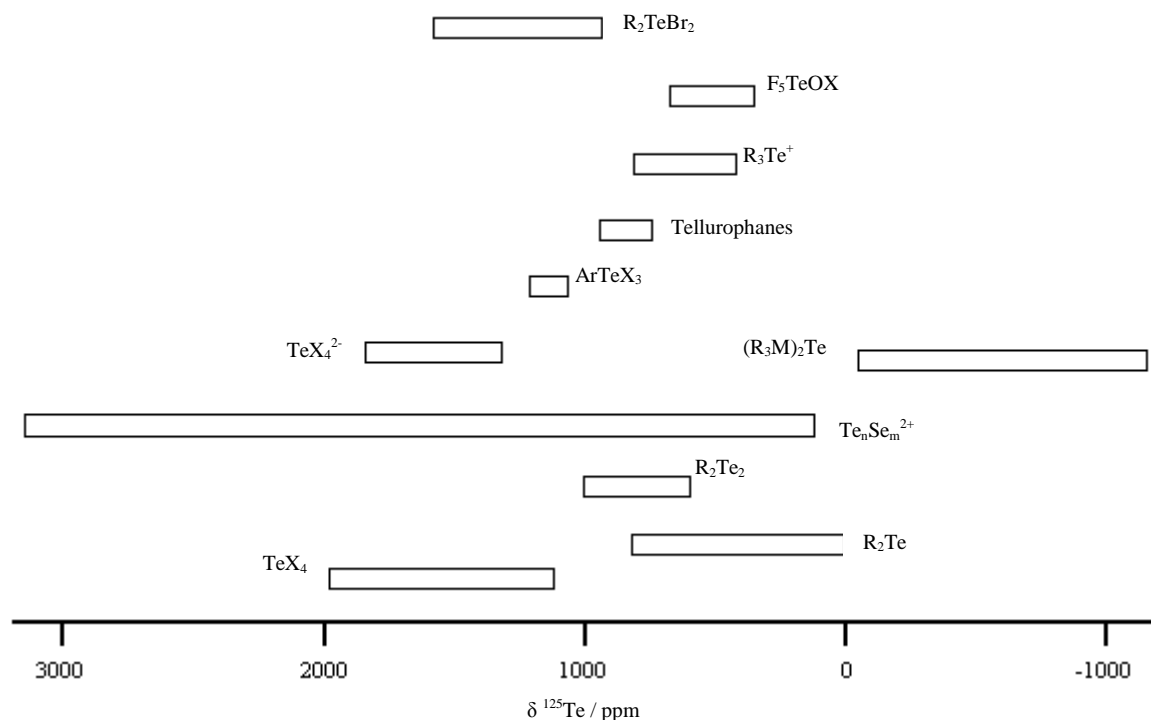 R₂TeBr₂
F₅TeOX
R₃Te⁺
Tellurophanes
ArTeX₃
TeX₄²⁻
(R₃M)₂Te
TeₙSeₘ²⁺
R₂Te₂
R₂Te
TeX₄
3000 2000 1000 0 -1000
δ ¹²⁵Te / ppm